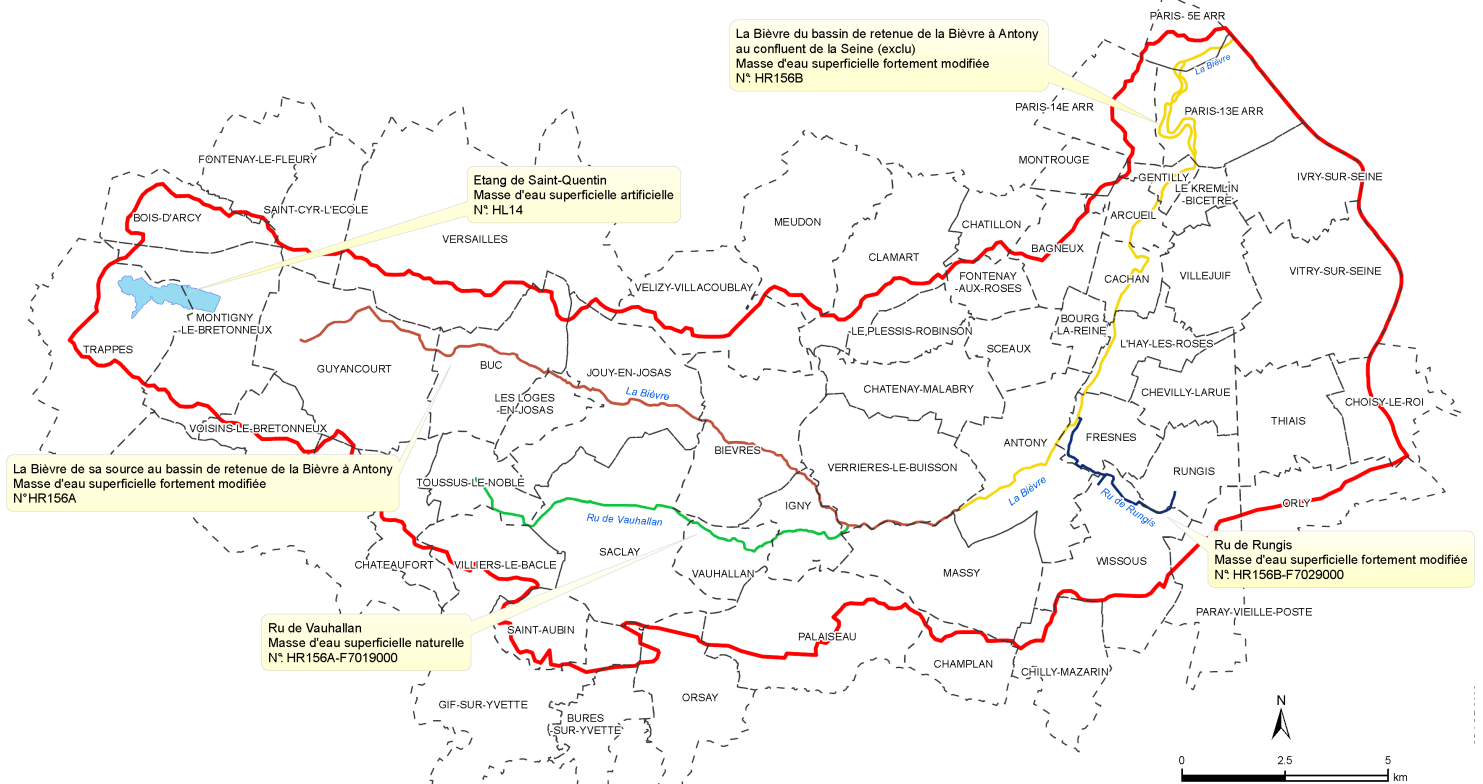 PARIS- 5E ARR
La Bièvre du bassin de retenue de la Bièvre à Antony
au confluent de la Seine (exclu)
Masse d'eau superficielle fortement modifiée
N°: HR156B
La Bièvre
PARIS-14E ARR
PARIS-13E ARR
FONTENAY-LE-FLEURY
MONTROUGE
Etang de Saint-Quentin
Masse d'eau superficielle artificielle
N°: HL14
GENTILLY
IVRY-SUR-SEINE
LE KREMLIN
-BICETRE
BOIS-D'ARCY
SAINT-CYR-L'ECOLE
ARCUEIL
MEUDON
CHATILLON
VERSAILLES
BAGNEUX
CLAMART
VITRY-SUR-SEINE
FONTENAY
-AUX-ROSES
CACHAN
VILLEJUIF
VELIZY-VILLACOUBLAY
MONTIGNY
-LE-BRETONNEUX
BOURG
-LA-REINE
LE PLESSIS-ROBINSON
L'HAY-LES-ROSES
TRAPPES
SCEAUX
GUYANCOURT
BUC
JOUY-EN-JOSAS
La Bièvre
CHATENAY-MALABRY
CHEVILLY-LARUE
LES LOGES
-EN-JOSAS
CHOISY-LE-ROI
THIAIS
VOISINS-LE-BRETONNEUX
ANTONY
FRESNES
BIEVRES
La Bièvre de sa source au bassin de retenue de la Bièvre à Antony
Masse d'eau superficielle fortement modifiée
N° HR156A
VERRIERES-LE-BUISSON
RUNGIS
TOUSSUS-LE-NOBLE
La Bièvre
IGNY
ORLY
Ru de Rungis
Ru de Vauhallan
Ru de Rungis
Masse d'eau superficielle fortement modifiée
N°: HR156B-F7029000
SACLAY
CHATEAUFORT
VILLIERS-LE-BACLE
VAUHALLAN
MASSY
WISSOUS
PARAY-VIEILLE-POSTE
Ru de Vauhallan
Masse d'eau superficielle naturelle
N°: HR156A-F7019000
SAINT-AUBIN
PALAISEAU
CHAMPLAN
CHILLY-MAZARIN
ORSAY
GIF-SUR-YVETTE
BURES
-SUR-YVETTE
N
0
2.5
5
km